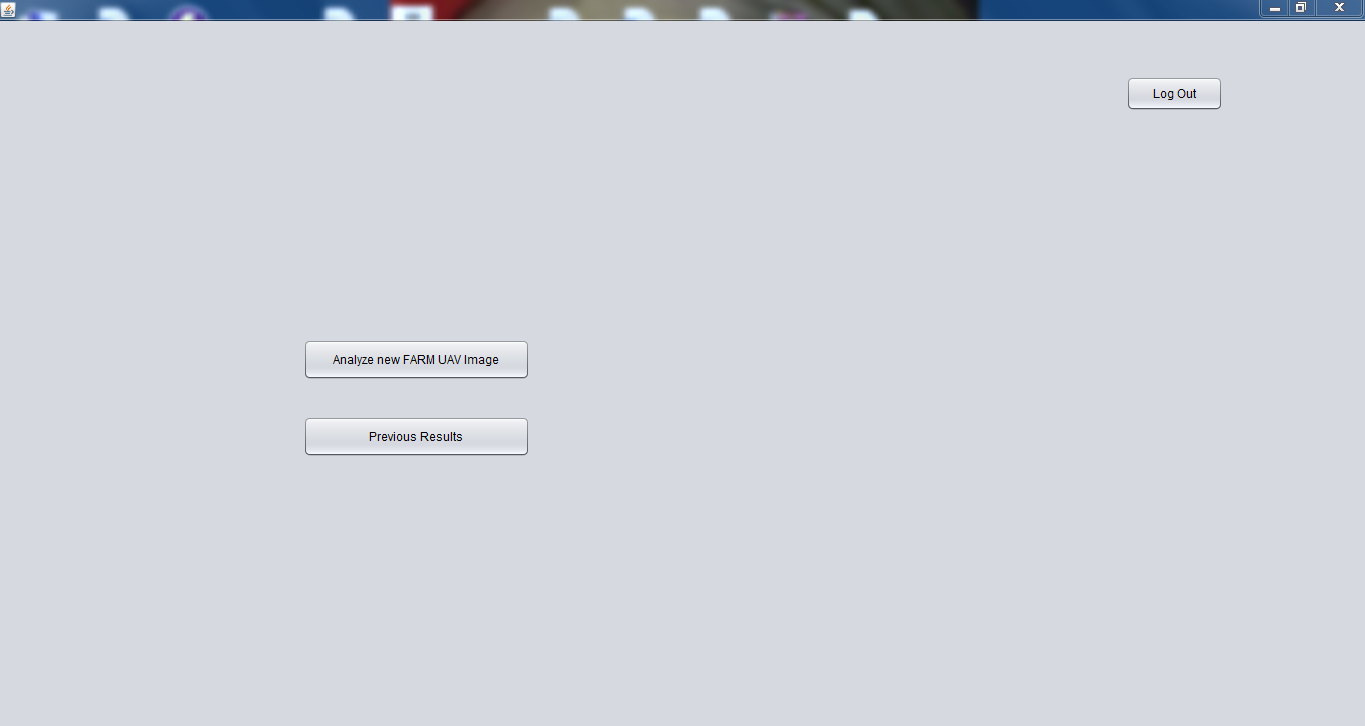 Log Out
Analyze new FARM UAV Image
Previous Results